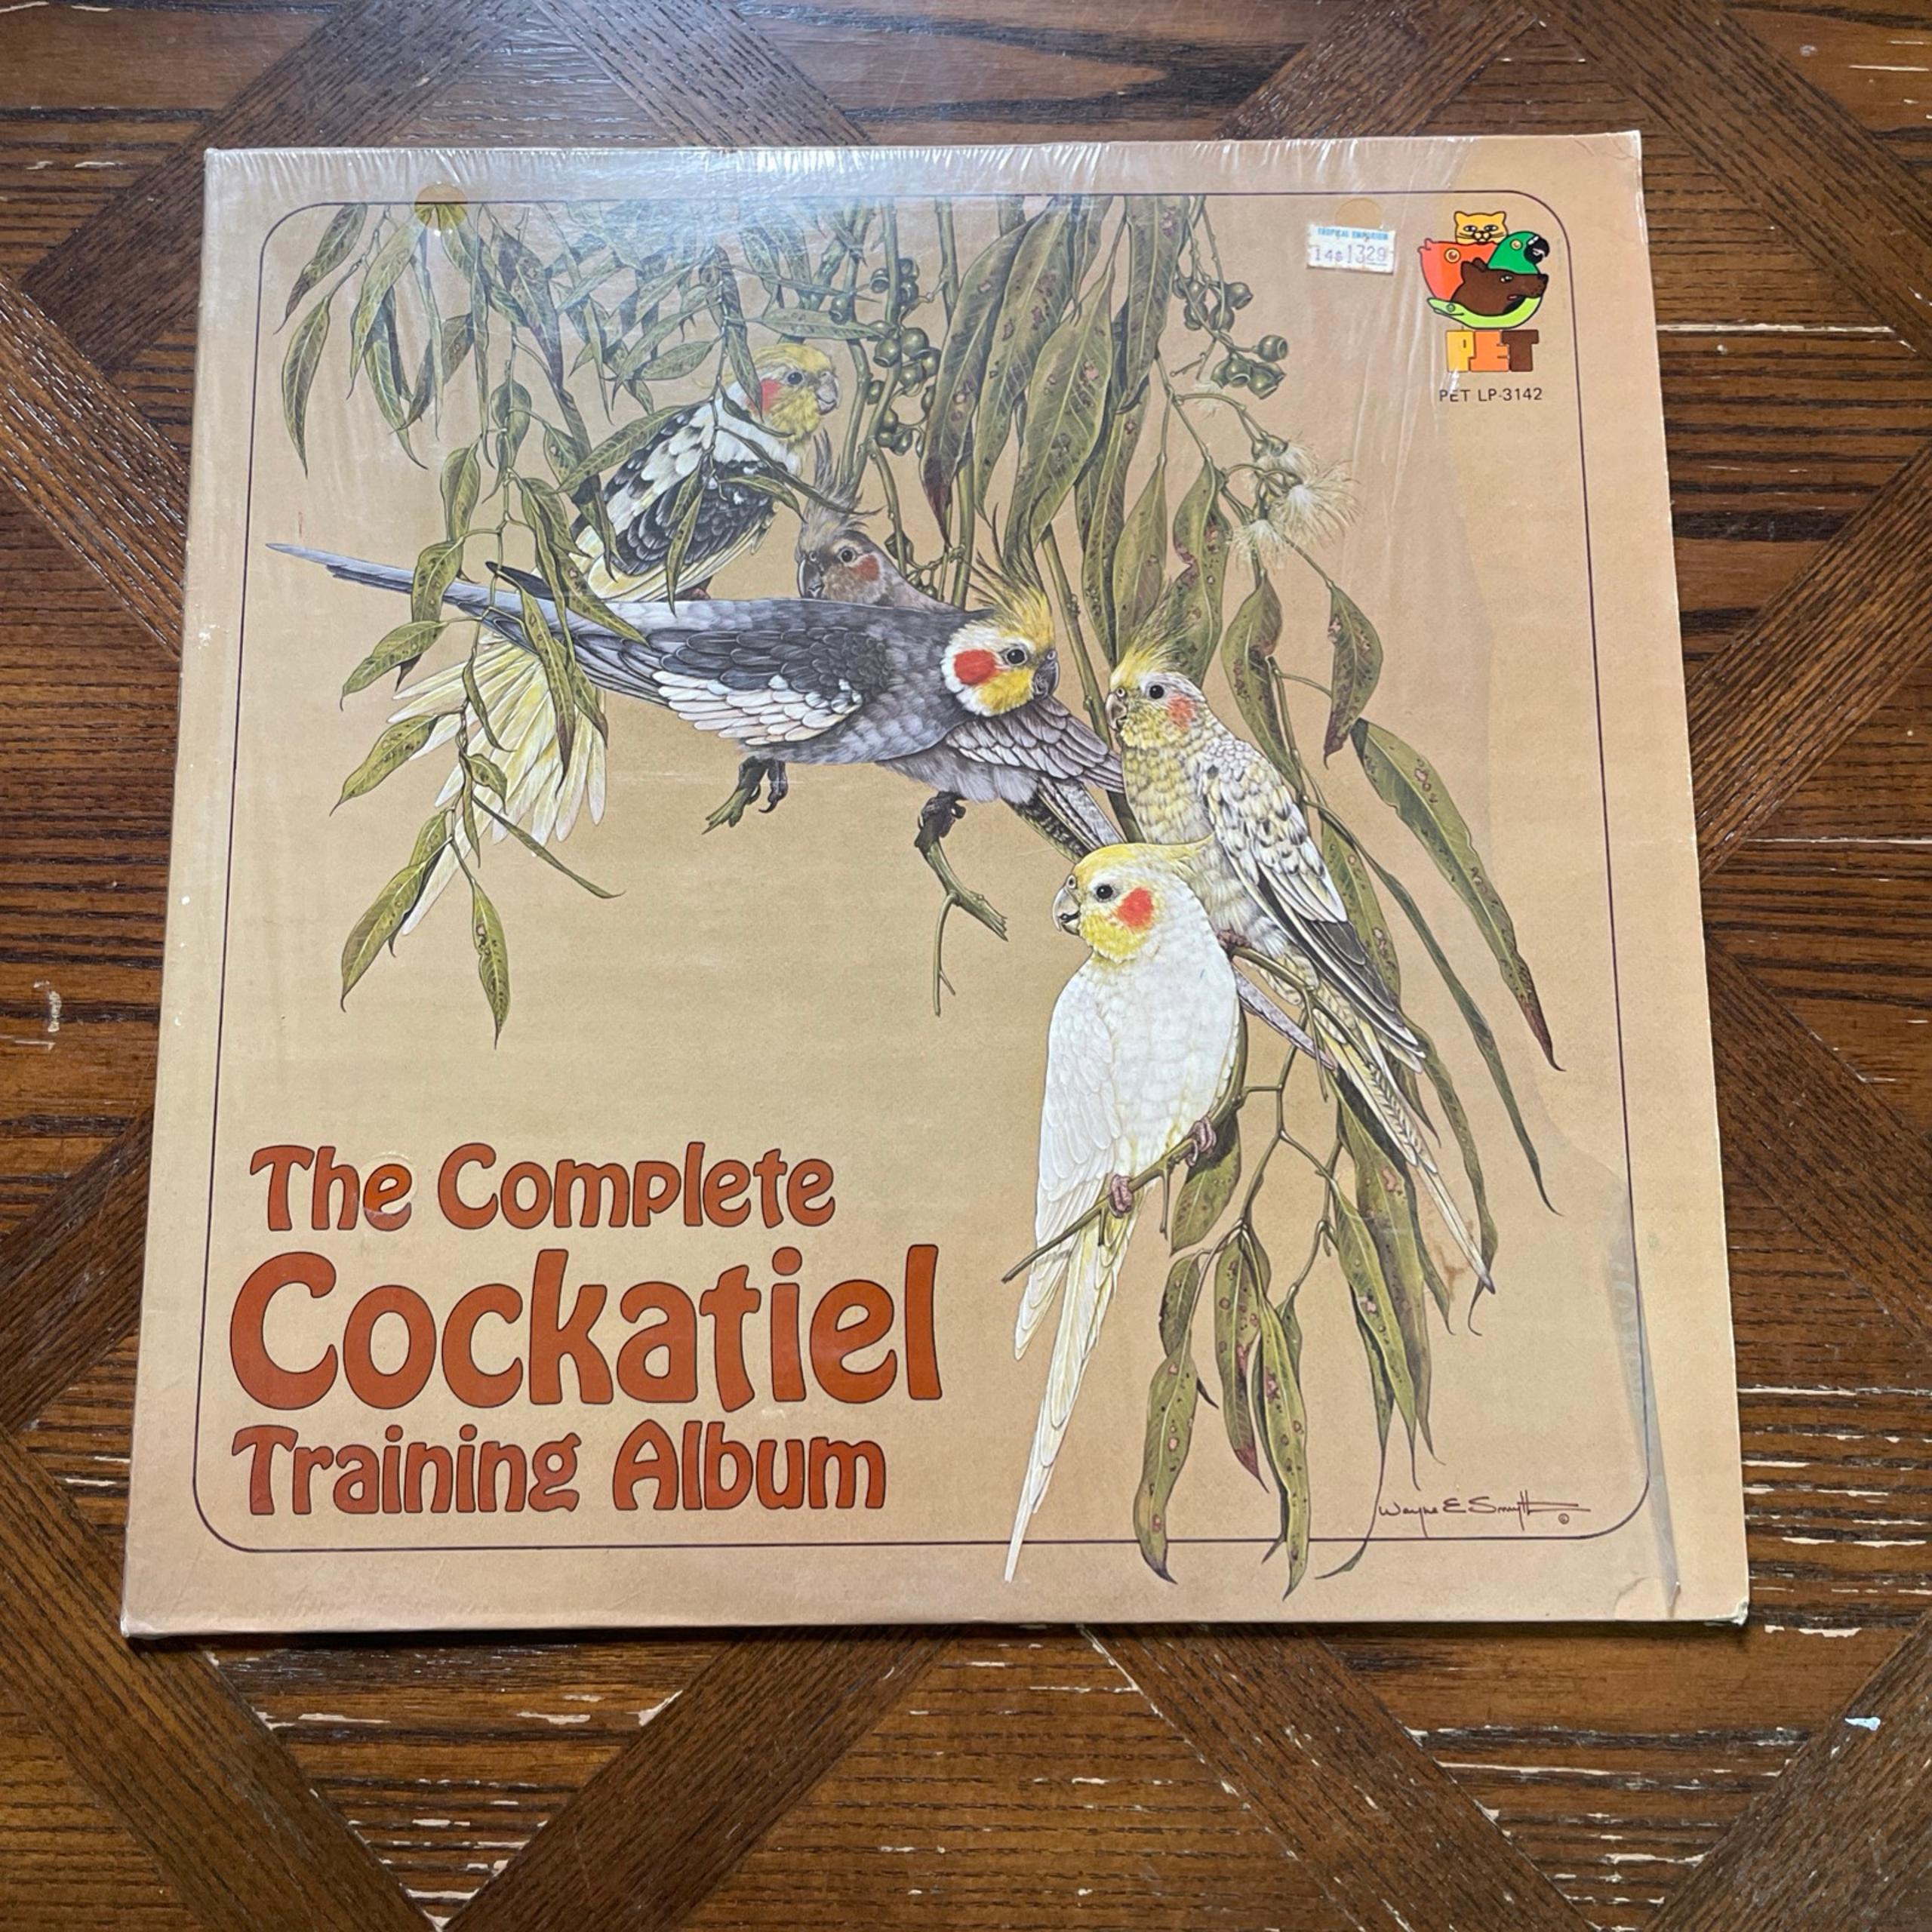 TROPICAL EMPORIUM
14$1329
PET
PET LP-3142
The Complete
Cockatiel
Training Album
Wayne E Smyth
©